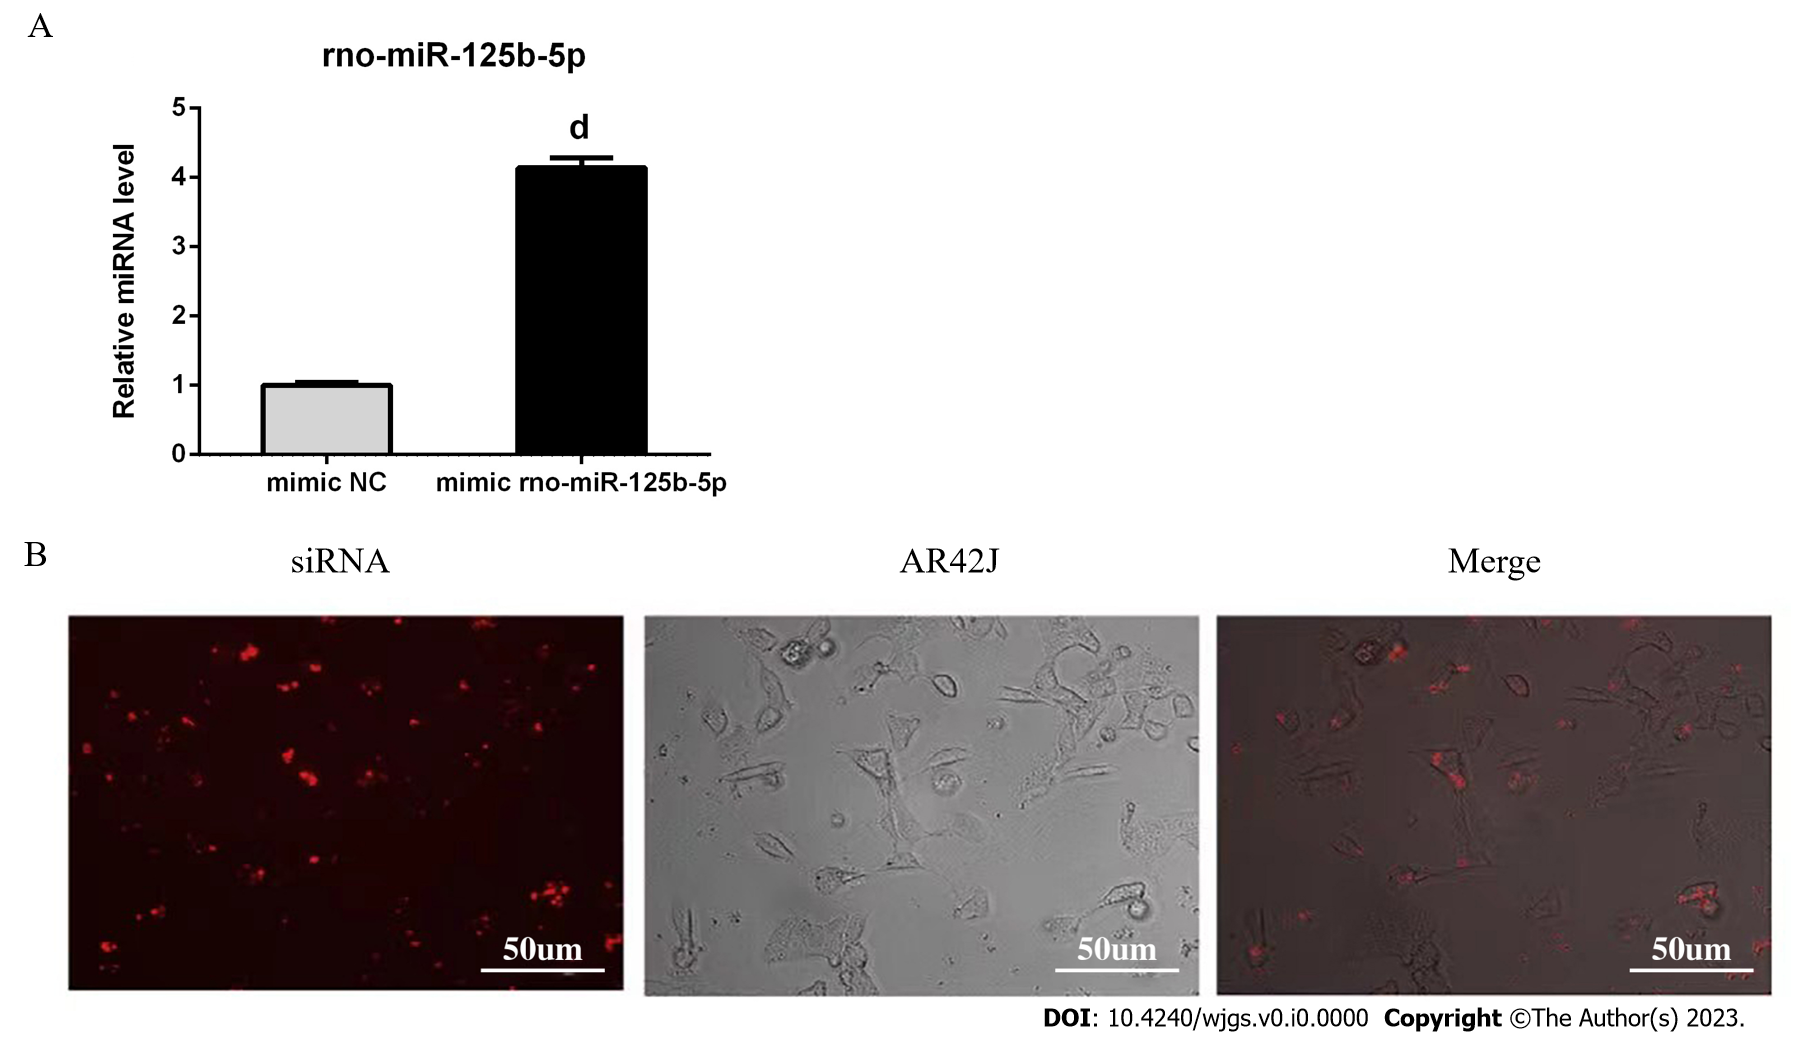 A
rno-miR-125b-5p
5
4
3
2
1
0
Relative miRNA level
d
mimic NC
mimic rno-miR-125b-5p
B
siRNA
AR42J
Merge
50um
50um
50um
DOI: 10.4240/wjgs.v0.i0.0000 Copyright ©The Author(s) 2023.